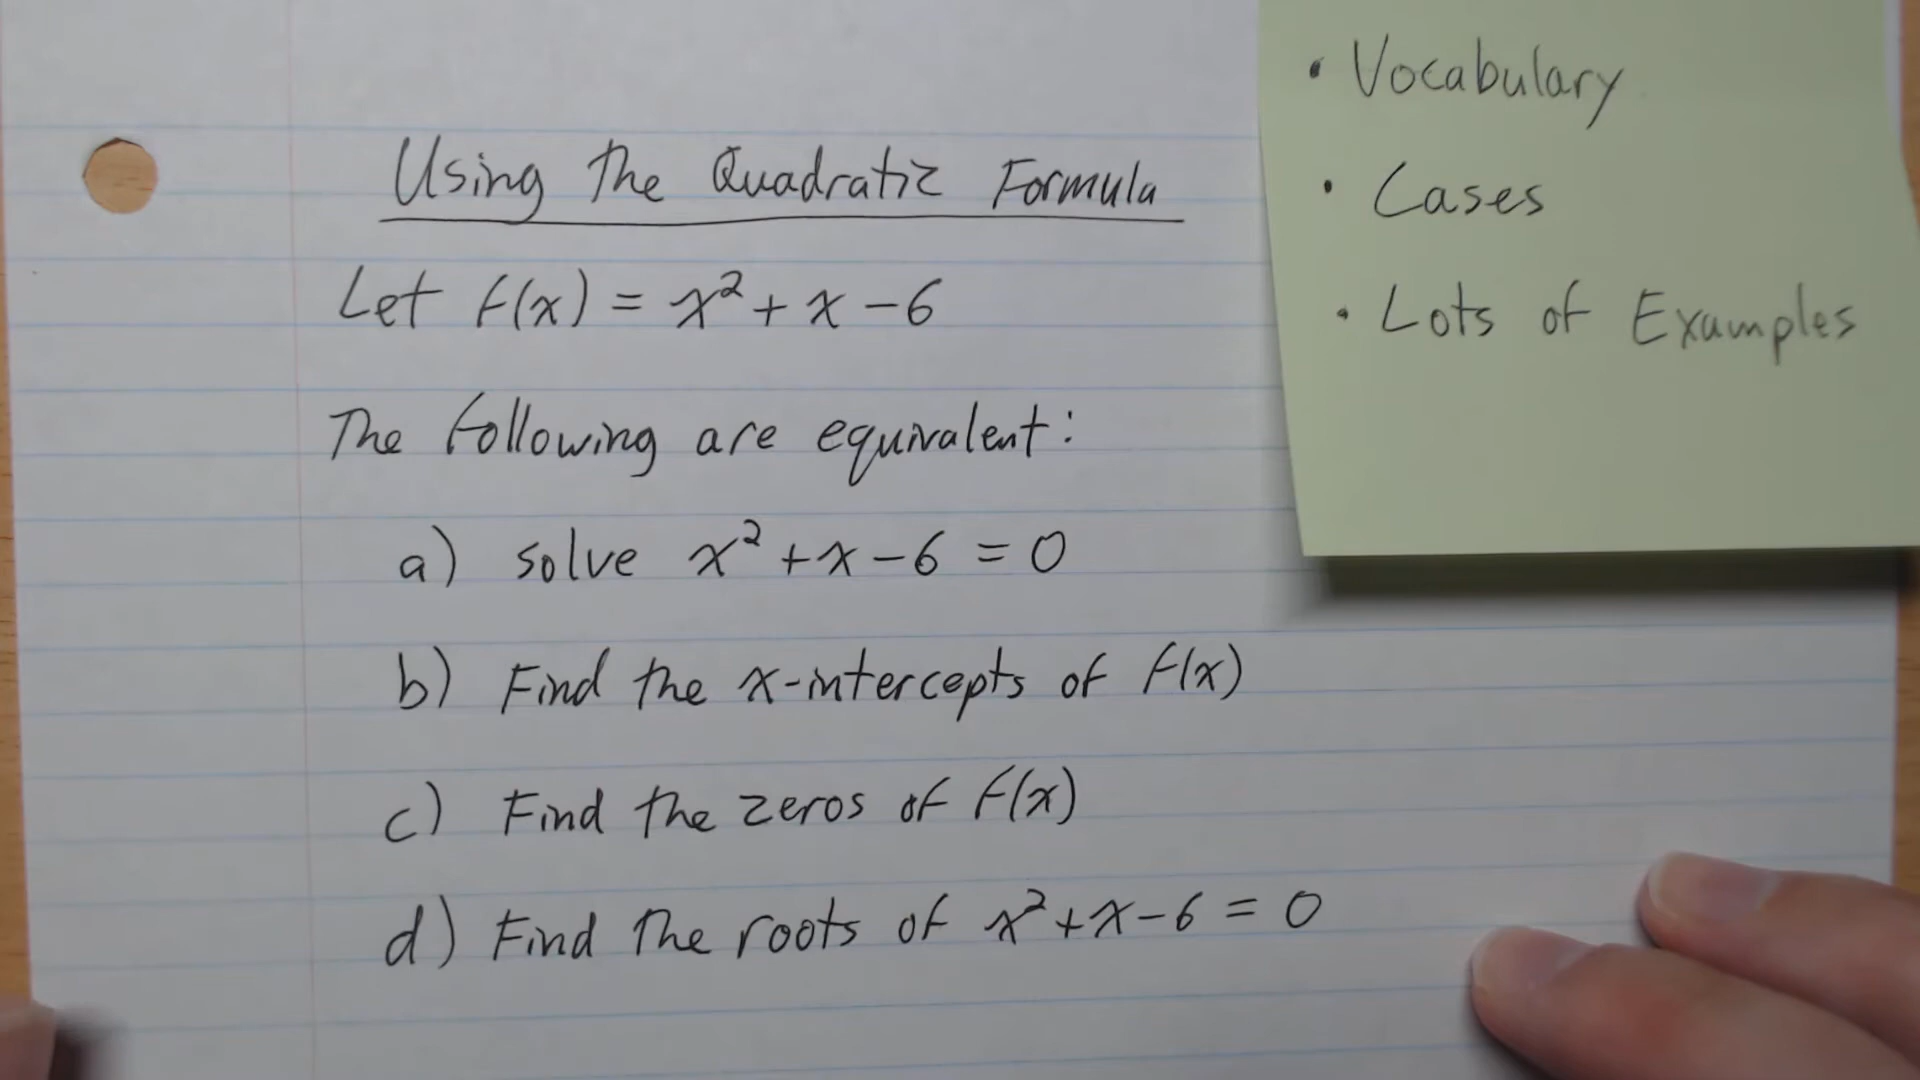 Using the Quadratic Formula
Let f(x) = x² + x - 6
The following are equivalent:
a) solve x² + x - 6 = 0
b) Find the x-intercepts of f(x)
c) Find the zeros of f(x)
d) Find the roots of x² + x - 6 = 0
• Vocabulary
• Cases
• Lots of Examples